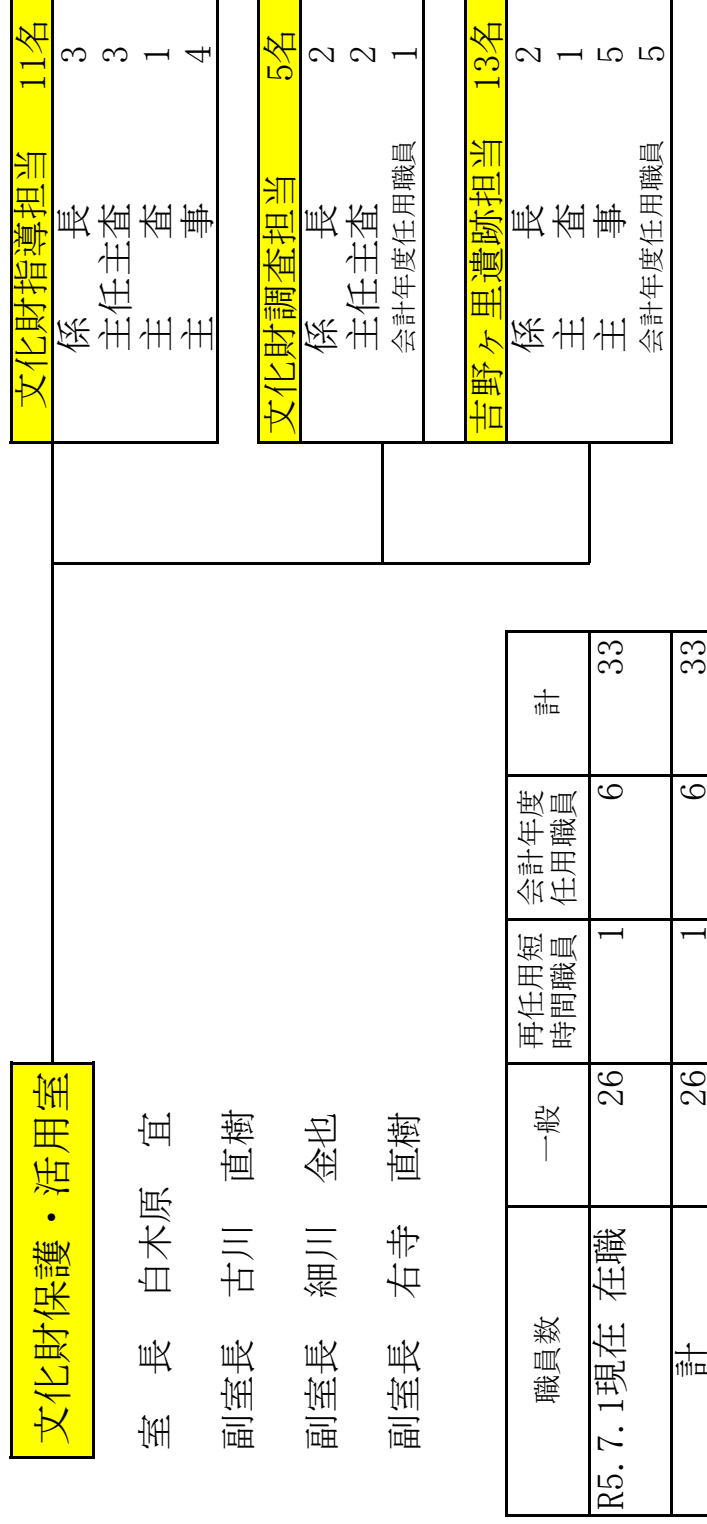 文化財保護・活用室
室　長　白木原　宜
副室長　古川　直樹
副室長　細川　金也
副室長　右寺　直樹
文化財指導担当　11名
係　　長　3
主任主査　3
主　　査　1
主　　事　4
文化財調査担当　5名
係　　長　2
主任主査　2
会計年度任用職員　1
吉野ヶ里遺跡担当　13名
係　　長　2
主　　査　1
主　　事　5
会計年度任用職員　5
職員数　一般　再任用短時間職員　会計年度任用職員　計
R5.7.1現在 在職　26　1　6　33
計　26　1　6　33